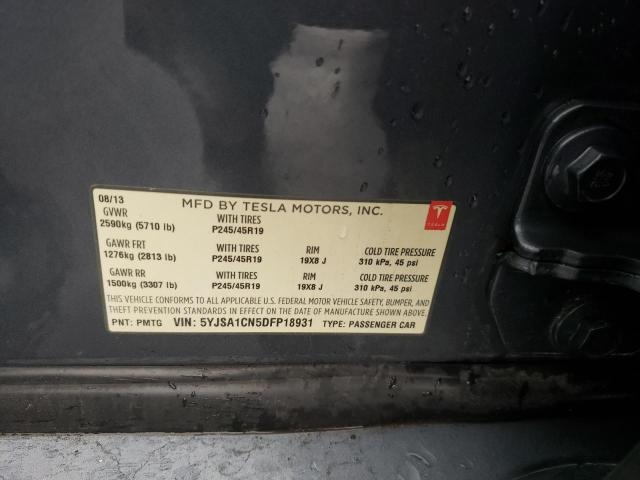 08/13 MFD BY TESLA MOTORS, INC.
GVWR WITH TIRES
2590kg (5710 lb) P245/45R19
GAWR FRT WITH TIRES RIM COLD TIRE PRESSURE
1276kg (2813 lb) P245/45R19 19X8 J 310 kPa, 45 psi
GAWR RR WITH TIRES RIM COLD TIRE PRESSURE
1500kg (3307 lb) P245/45R19 19X8 J 310 kPa, 45 psi
THIS VEHICLE CONFORMS TO ALL APPLICABLE U.S. FEDERAL MOTOR VEHICLE SAFETY, BUMPER, AND
THEFT PREVENTION STANDARDS IN EFFECT ON THE DATE OF MANUFACTURE SHOWN ABOVE.
PNT: PMTG VIN: 5YJSA1CN5DFP18931 TYPE: PASSENGER CAR
TESLA